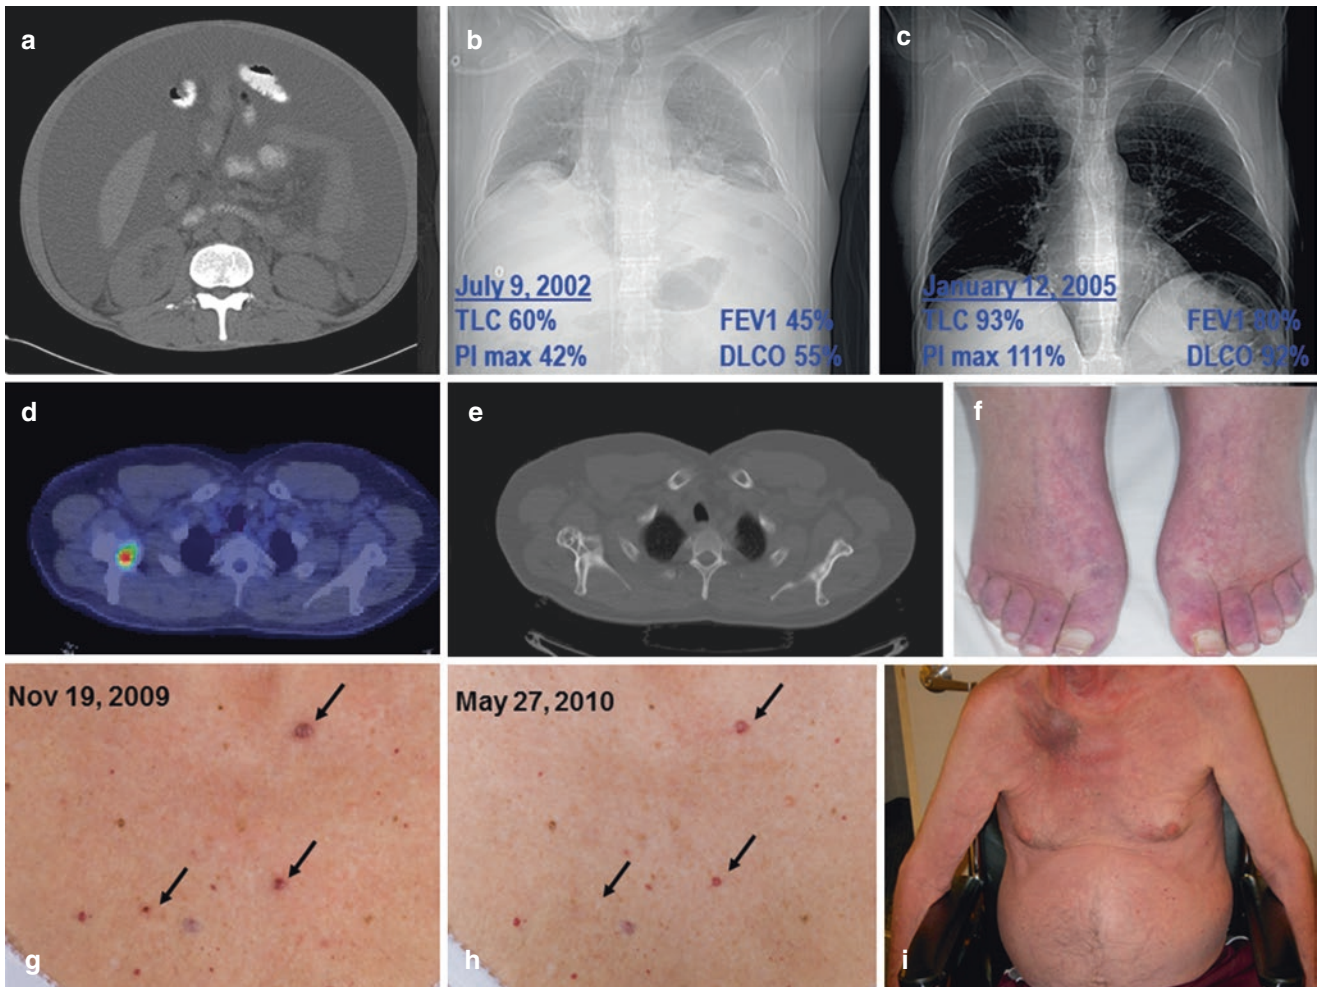 a
b
c
July 9, 2002
TLC 60%
FEV1 45%
PI max 42%
DLCO 55%
January 12, 2005
TLC 93%
FEV1 80%
PI max 111%
DLCO 92%
d
e
f
Nov 19, 2009
May 27, 2010
g
h
i